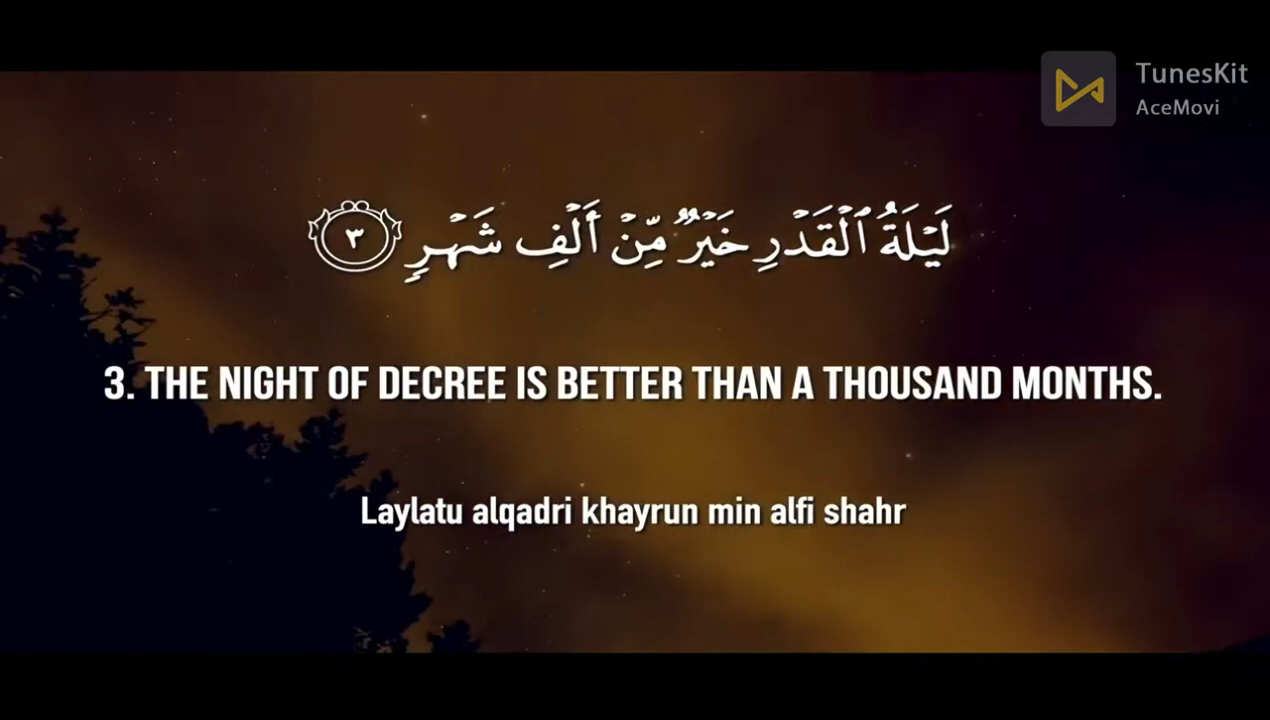 TunesKit
AceMovi
لَيۡلَةُ ٱلۡقَدۡرِ خَيۡرٞ مِّنۡ أَلۡفِ شَهۡرٖ ٣
3. THE NIGHT OF DECREE IS BETTER THAN A THOUSAND MONTHS.
Laylatu alqadri khayrun min alfi shahr